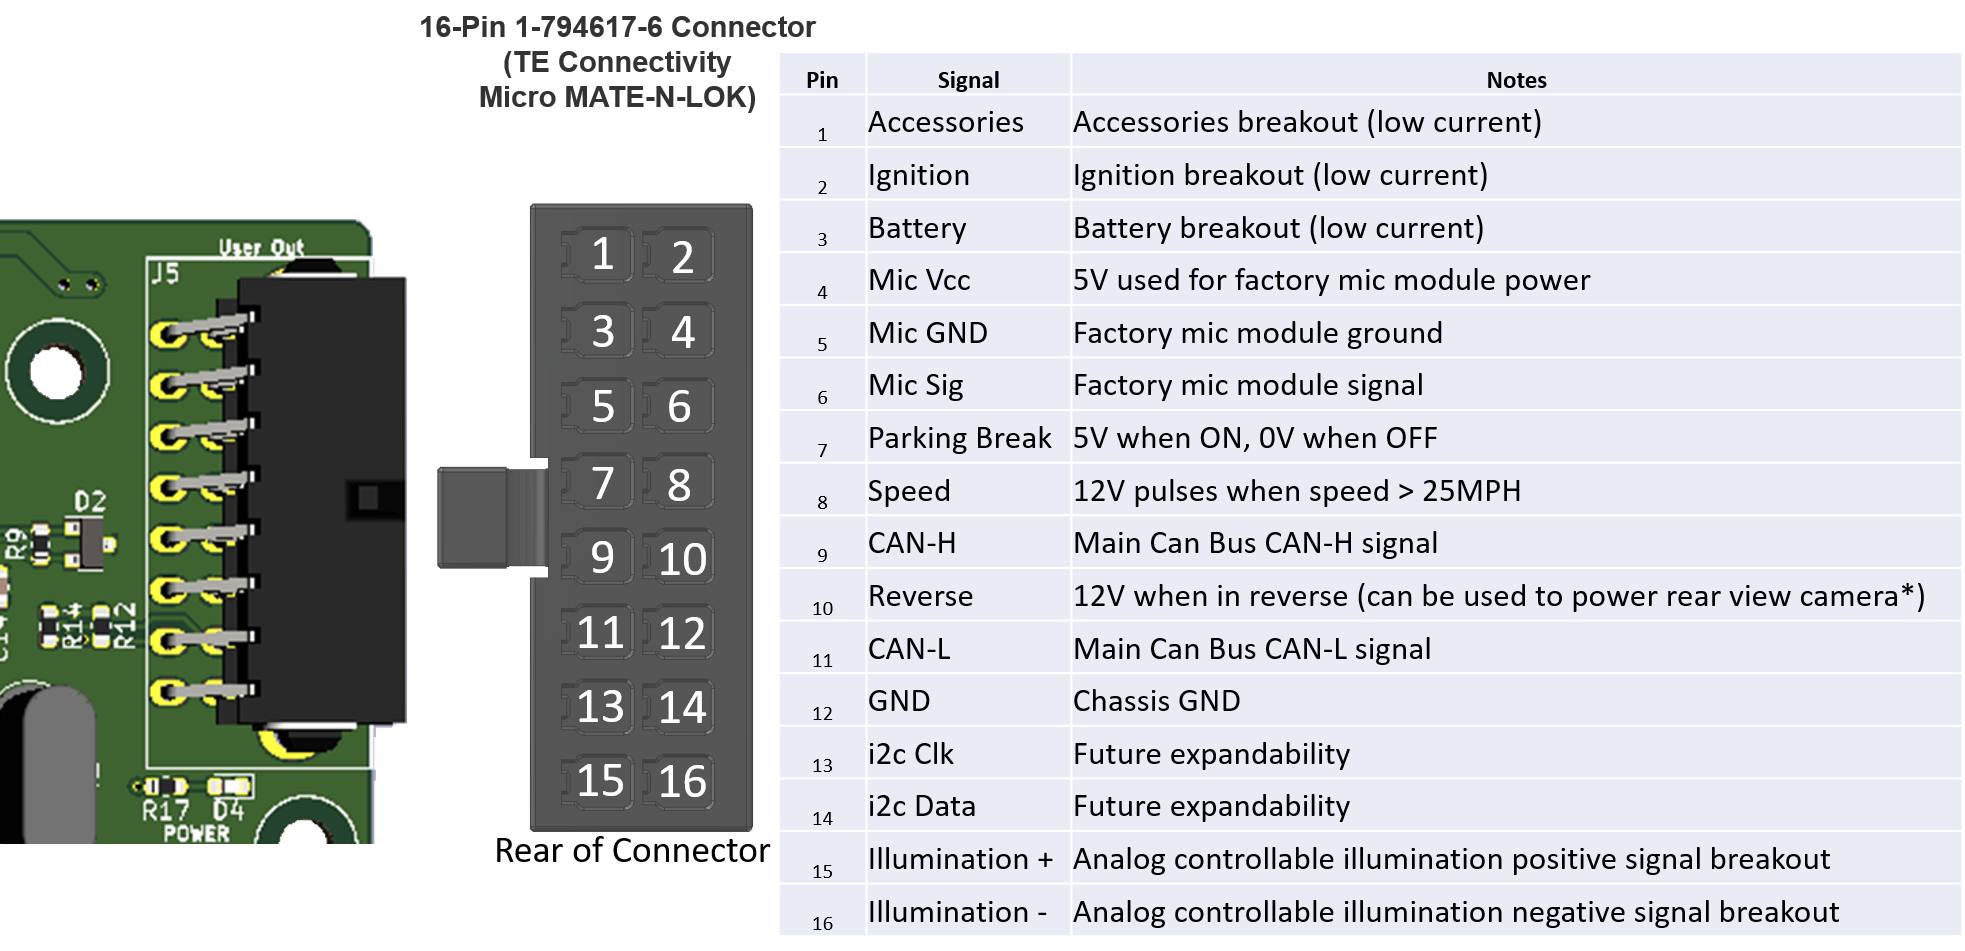 16-Pin 1-794617-6 Connector
(TE Connectivity
Micro MATE-N-LOK)
User Out
J5
D2
R9
R14
R12
R17 D4
POWER
1 2
3 4
5 6
7 8
9 10
11 12
13 14
15 16
Rear of Connector
Pin Signal Notes
1 Accessories Accessories breakout (low current)
2 Ignition Ignition breakout (low current)
3 Battery Battery breakout (low current)
4 Mic Vcc 5V used for factory mic module power
5 Mic GND Factory mic module ground
6 Mic Sig Factory mic module signal
7 Parking Break 5V when ON, 0V when OFF
8 Speed 12V pulses when speed > 25MPH
9 CAN-H Main Can Bus CAN-H signal
10 Reverse 12V when in reverse (can be used to power rear view camera*)
11 CAN-L Main Can Bus CAN-L signal
12 GND Chassis GND
13 i2c Clk Future expandability
14 i2c Data Future expandability
15 Illumination + Analog controllable illumination positive signal breakout
16 Illumination - Analog controllable illumination negative signal breakout